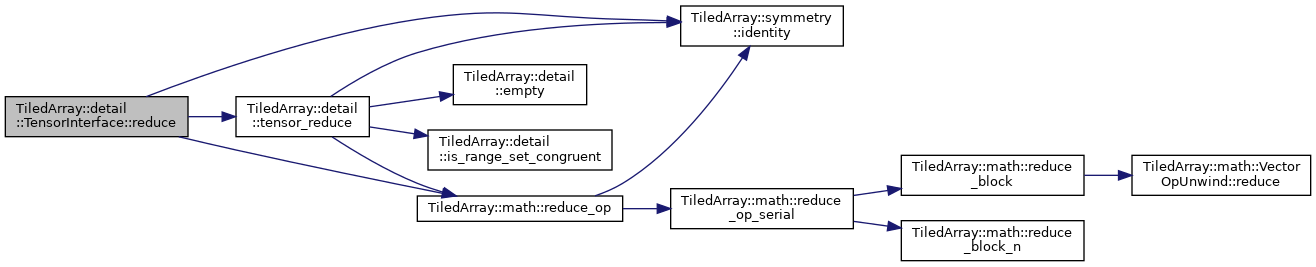 TiledArray::detail
::TensorInterface::reduce
TiledArray::detail
::tensor_reduce
TiledArray::symmetry
::identity
TiledArray::detail
::empty
TiledArray::detail
::is_range_set_congruent
TiledArray::math::reduce_op
TiledArray::math::reduce
_op_serial
TiledArray::math::reduce
_block
TiledArray::math::reduce
_block_n
TiledArray::math::Vector
OpUnwind::reduce